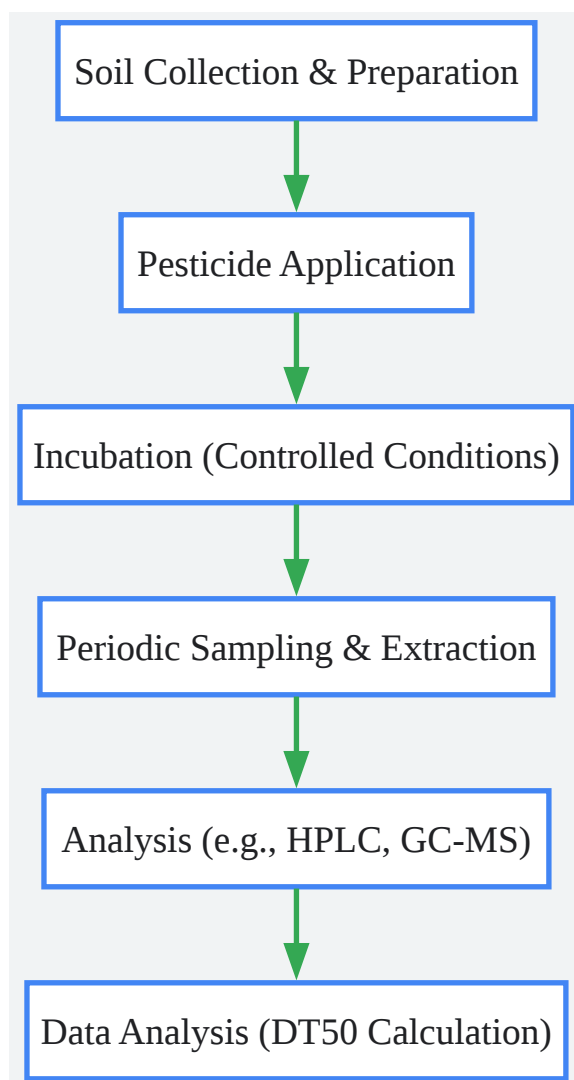 Soil Collection & Preparation
Pesticide Application
Incubation (Controlled Conditions)
Periodic Sampling & Extraction
Analysis (e.g., HPLC, GC-MS)
Data Analysis (DT50 Calculation)